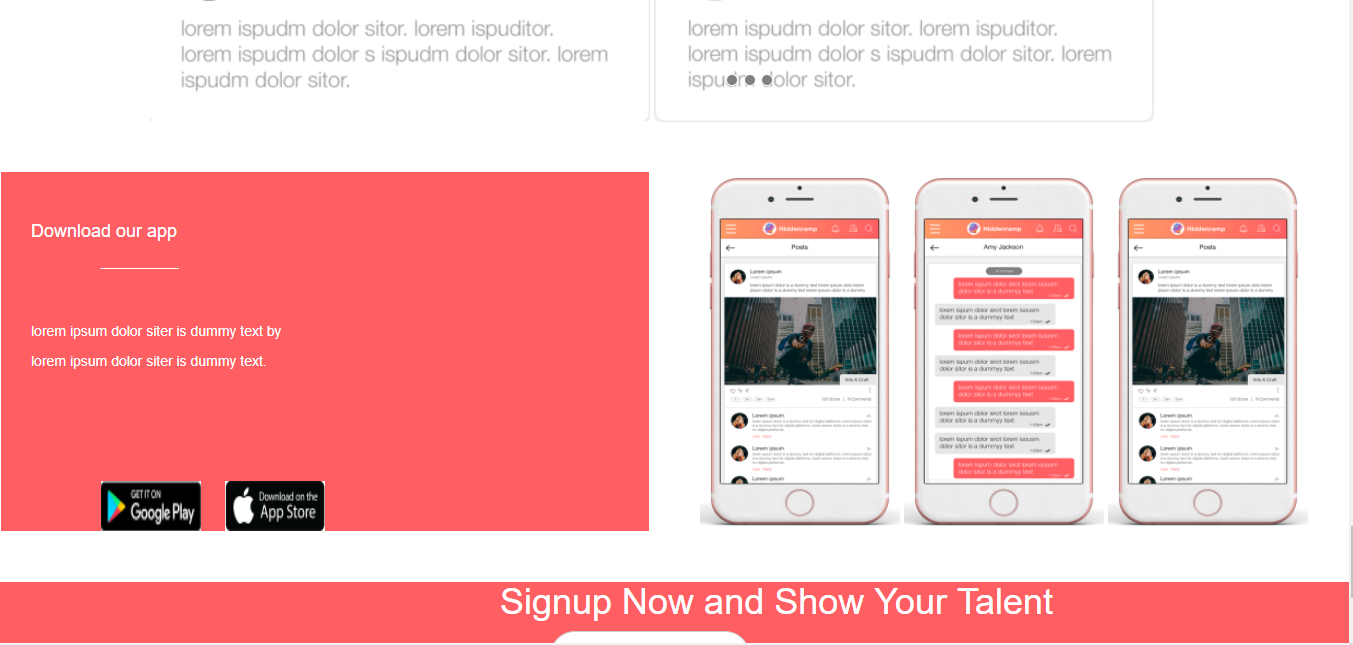 lorem ispudm dolor sitor. lorem ispuditor.
lorem ispudm dolor s ispudm dolor sitor. lorem
ispudm dolor sitor.
lorem ispudm dolor sitor. lorem ispuditor.
lorem ispudm dolor s ispudm dolor sitor. lorem
ispudm dolor sitor.
Download our app
lorem ipsum dolor siter is dummy text by
lorem ipsum dolor siter is dummy text.
GET IT ON
Google Play
Download on the
App Store
Hiddenramp
Posts
Lorem ipsum
Arts & Craft
Lorem ipsum
Lorem ipsum
Lorem ipsum
Hiddenramp
Amy Jackson
lorem ispum dolor sirot lorem isousm
dolor sitor is a dummyy text
lorem ispum dolor sirot lorem isousm
dolor sitor is a dummyy text
lorem ispum dolor sirot lorem isousm
dolor sitor is a dummyy text
lorem ispum dolor sirot lorem isousm
dolor sitor is a dummyy text
lorem ispum dolor sirot lorem isousm
dolor sitor is a dummyy text
lorem ispum dolor sirot lorem isousm
dolor sitor is a dummyy text
lorem ispum dolor sirot lorem isousm
dolor sitor is a dummyy text
lorem ispum dolor sirot lorem isousm
dolor sitor is a dummyy text
Hiddenramp
Posts
Lorem ipsum
Arts & Craft
Lorem ipsum
Lorem ipsum
Lorem ipsum
Signup Now and Show Your Talent